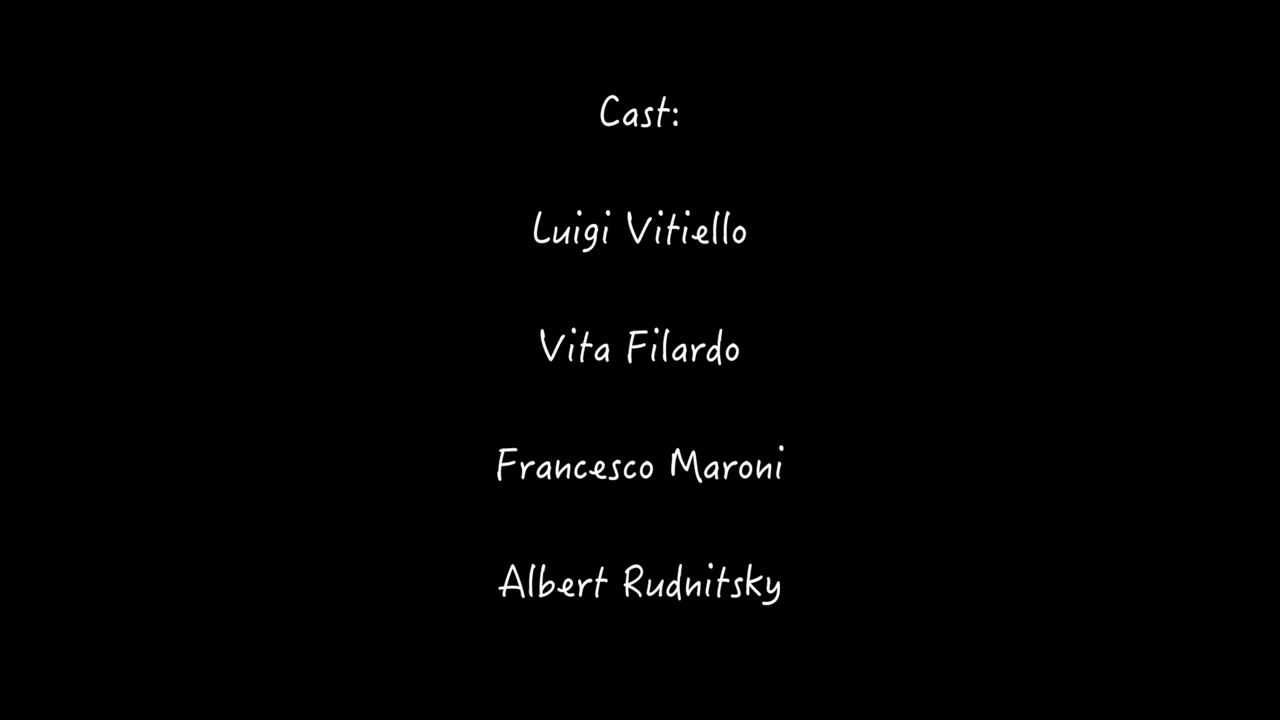 Cast:
Luigi Vitiello
Vita Filardo
Francesco Maroni
Albert Rudnitsky